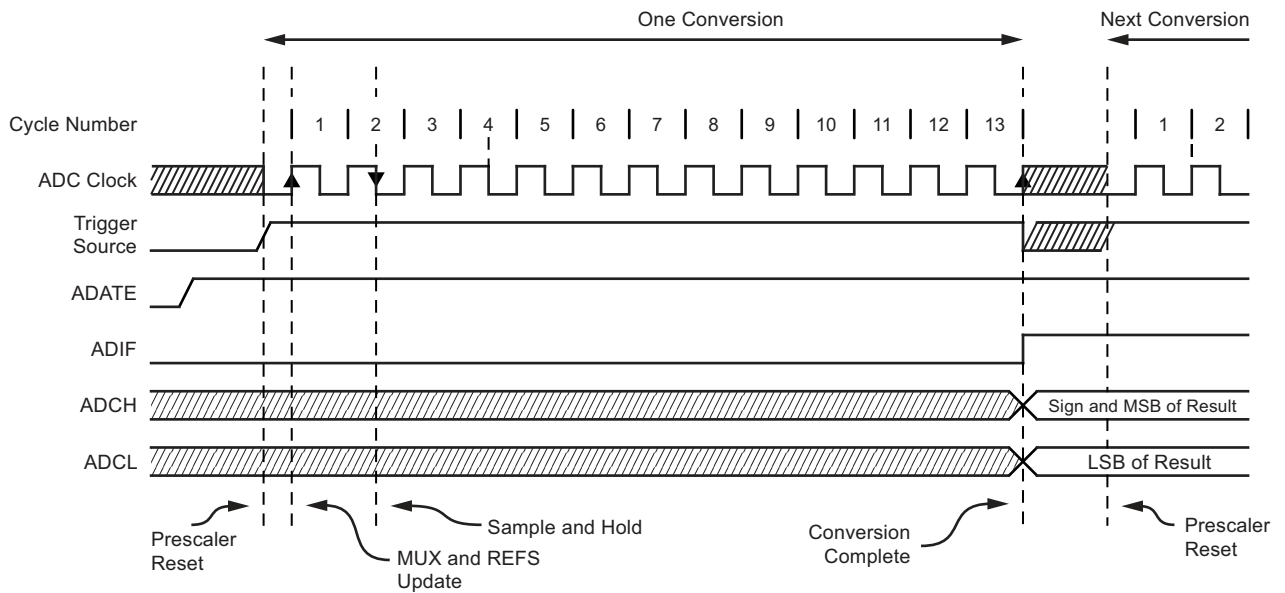 One Conversion
Next Conversion
Cycle Number
1 2 3 4 5 6 7 8 9 10 11 12 13 1 2
ADC Clock
Trigger
Source
ADATE
ADIF
ADCH
Sign and MSB of Result
ADCL
LSB of Result
Prescaler
Reset
MUX and REFS
Update
Sample and Hold
Conversion
Complete
Prescaler
Reset